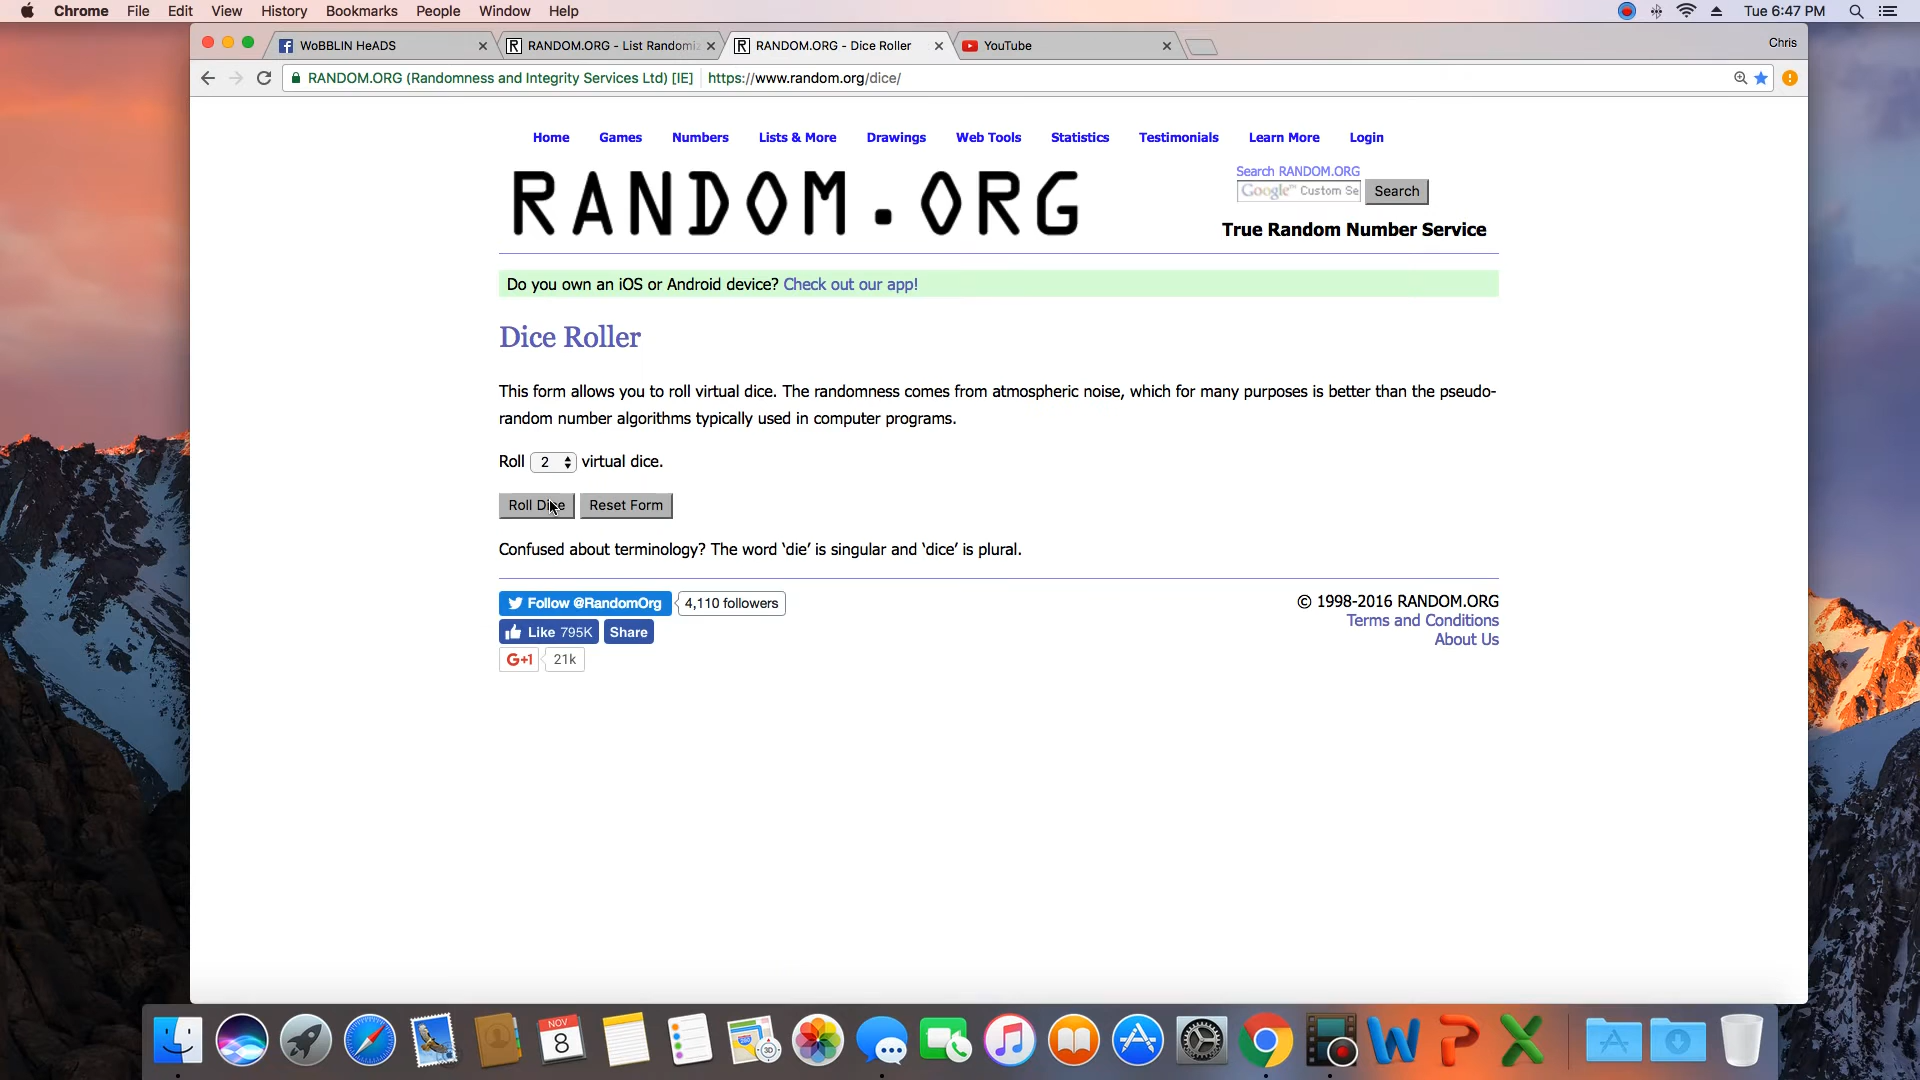 Chrome File Edit View History Bookmarks People Window Help Tue 6:47 PM
WoBBLIN HeADS RANDOM.ORG - List Randomi RANDOM.ORG - Dice Roller YouTube Chris
RANDOM.ORG (Randomness and Integrity Services Ltd) [IE] https://www.random.org/dice/
Home Games Numbers Lists & More Drawings Web Tools Statistics Testimonials Learn More Login
RANDOM.ORG
Search RANDOM.ORG
Google™ Custom Se Search
True Random Number Service
Do you own an iOS or Android device? Check out our app!
Dice Roller
This form allows you to roll virtual dice. The randomness comes from atmospheric noise, which for many purposes is better than the pseudo-
random number algorithms typically used in computer programs.
Roll 2 virtual dice.
Roll Dice Reset Form
Confused about terminology? The word ‘die’ is singular and ‘dice’ is plural.
Follow @RandomOrg 4,110 followers
Like 795K Share
G+1 21k
© 1998-2016 RANDOM.ORG
Terms and Conditions
About Us
NOV
8
3D
W P X